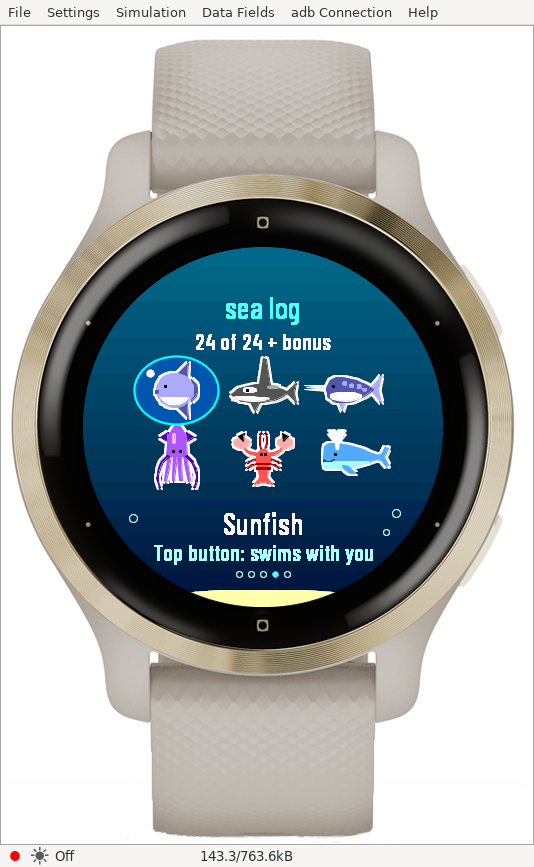 File Settings Simulation Data Fields adb Connection Help
sea log
24 of 24 + bonus
Sunfish
Top button: swims with you
Off 143.3/763.6kB